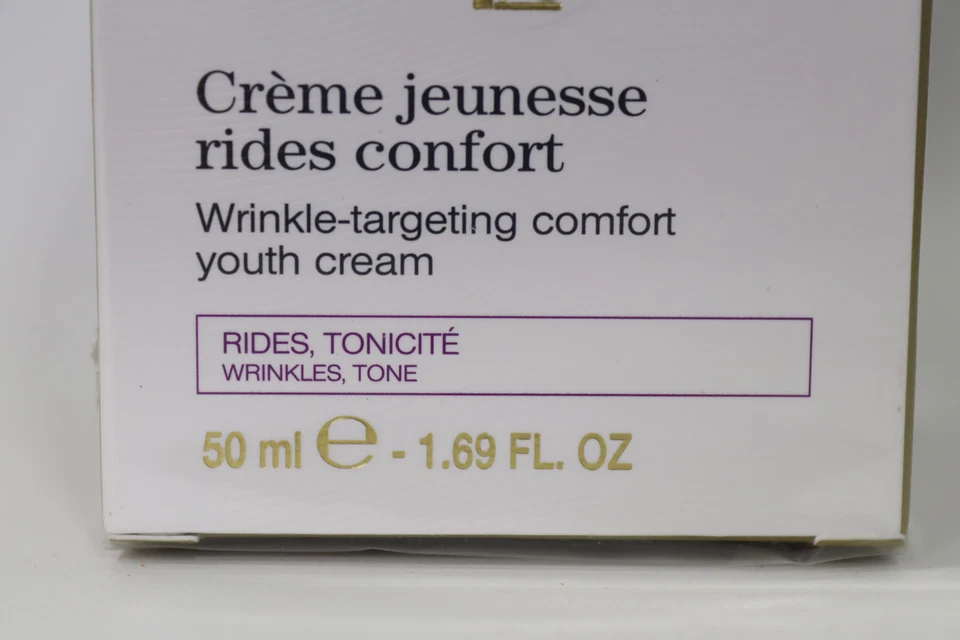 Crème jeunesse
rides confort
Wrinkle-targeting comfort
youth cream
RIDES, TONICITÉ
WRINKLES, TONE
50 ml ℮ - 1.69 FL. OZ